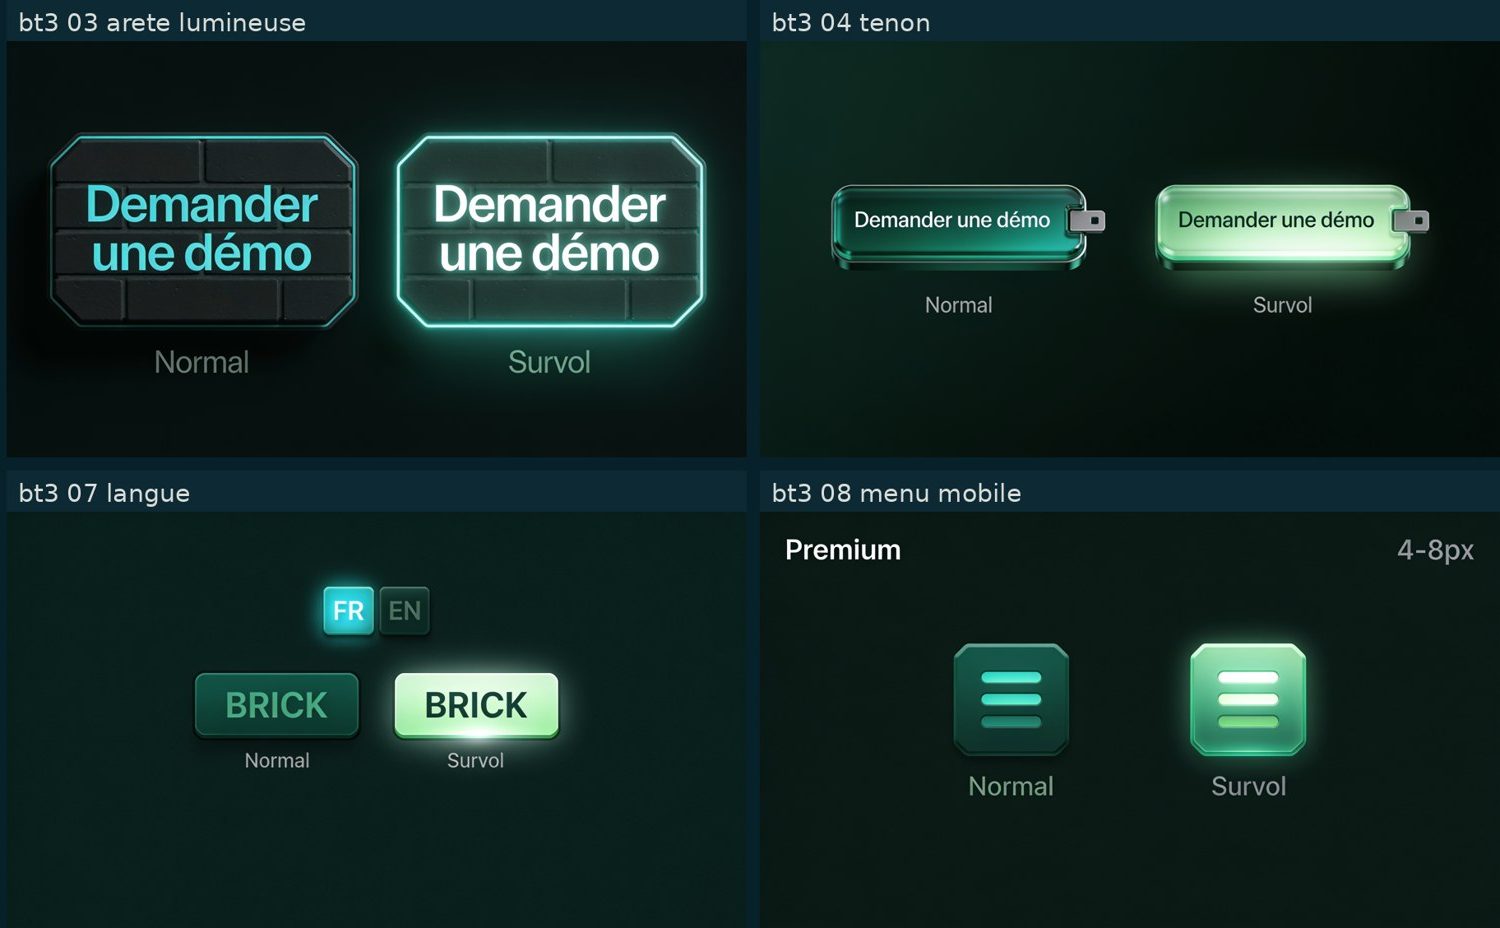 bt3 03 arete lumineuse
Demander
une démo
Normal
Demander
une démo
Survol
bt3 04 tenon
Demander une démo
Normal
Demander une démo
Survol
bt3 07 langue
FR
EN
BRICK
Normal
BRICK
Survol
bt3 08 menu mobile
Premium
4-8px
Normal
Survol